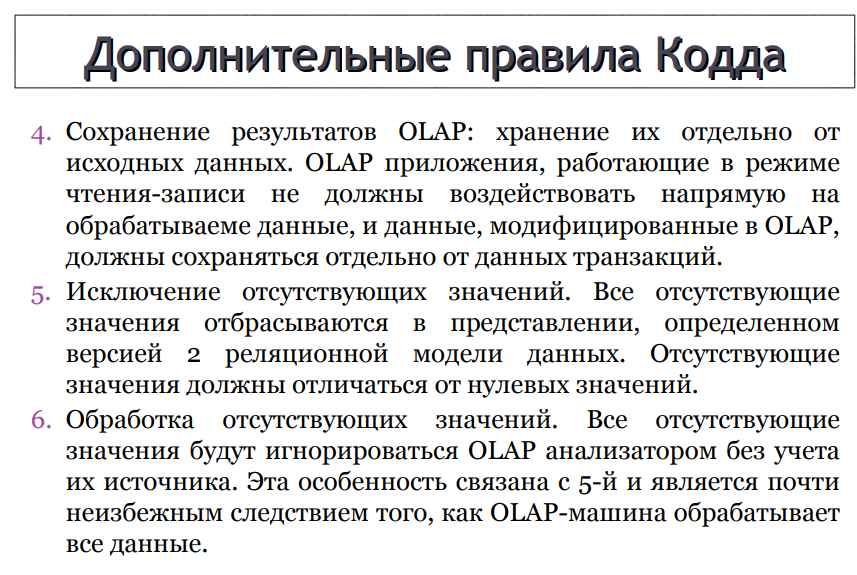 Дополнительные правила Кодда
4. Сохранение результатов OLAP: хранение их отдельно от
исходных данных. OLAP приложения, работающие в режиме
чтения-записи не должны воздействовать напрямую на
обрабатываеме данные, и данные, модифицированные в OLAP,
должны сохраняться отдельно от данных транзакций.
5. Исключение отсутствующих значений. Все отсутствующие
значения отбрасываются в представлении, определенном
версией 2 реляционной модели данных. Отсутствующие
значения должны отличаться от нулевых значений.
6. Обработка отсутствующих значений. Все отсутствующие
значения будут игнорироваться OLAP анализатором без учета
их источника. Эта особенность связана с 5-й и является почти
неизбежным следствием того, как OLAP-машина обрабатывает
все данные.